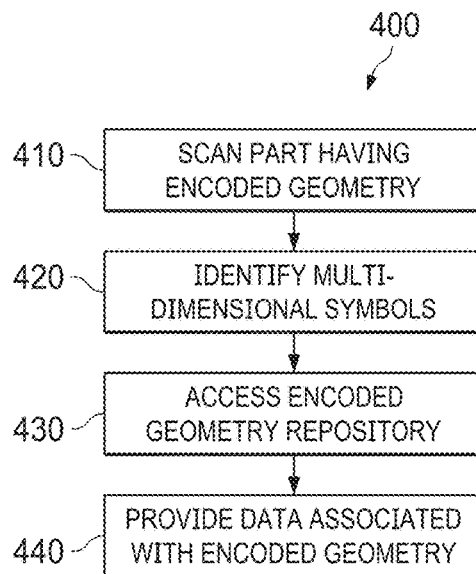 400
410
SCAN PART HAVING
ENCODED GEOMETRY
420
IDENTIFY MULTI-
DIMENSIONAL SYMBOLS
430
ACCESS ENCODED
GEOMETRY REPOSITORY
440
PROVIDE DATA ASSOCIATED
WITH ENCODED GEOMETRY